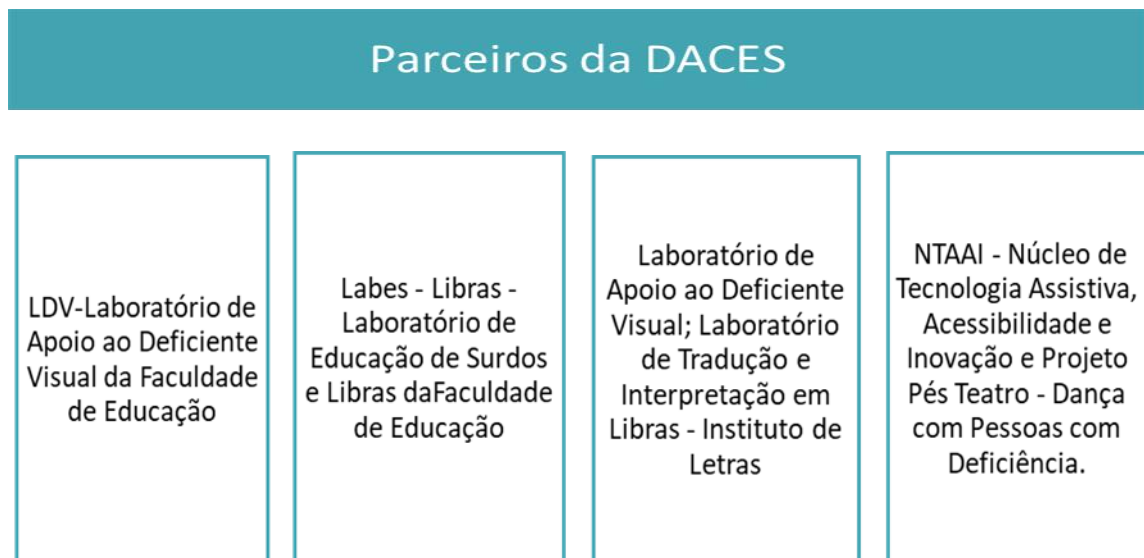 Parceiros da DACES
LDV-Laboratório de
Apoio ao Deficiente
Visual da Faculdade
de Educação
Labes - Libras -
Laboratório de
Educação de Surdos
e Libras daFaculdade
de Educação
Laboratório de
Apoio ao Deficiente
Visual; Laboratório
de Tradução e
Interpretação em
Libras - Instituto de
Letras
NTAAI - Núcleo de
Tecnologia Assistiva,
Acessibilidade e
Inovação e Projeto
Pés Teatro - Dança
com Pessoas com
Deficiência.